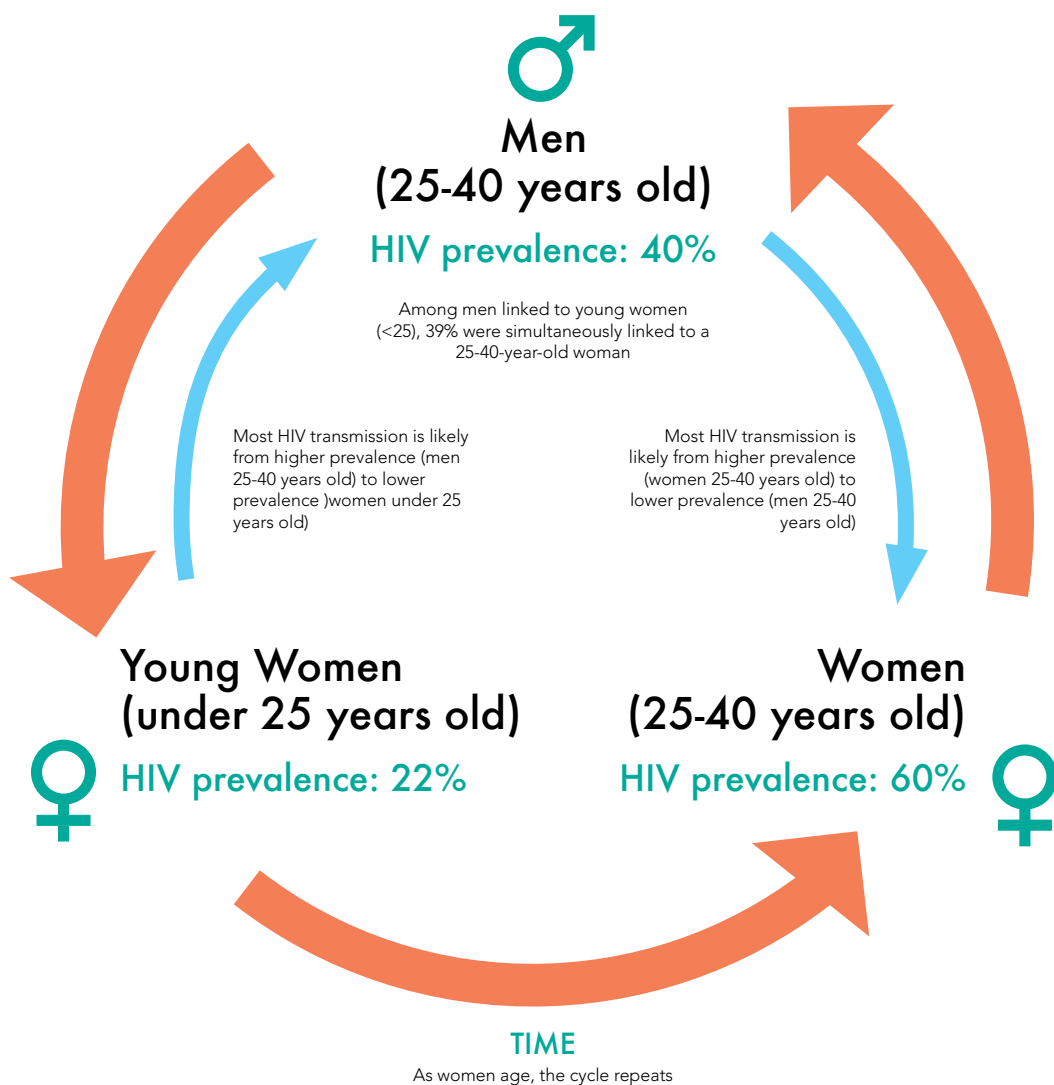 Men
(25-40 years old)
HIV prevalence: 40%
Among men linked to young women
(<25), 39% were simultaneously linked to a
25-40-year-old woman
Most HIV transmission is likely
from higher prevalence (men
25-40 years old) to lower
prevalence )women under 25
years old)
Most HIV transmission is
likely from higher prevalence
(women 25-40 years old) to
lower prevalence (men 25-40
years old)
Young Women
(under 25 years old)
HIV prevalence: 22%
Women
(25-40 years old)
HIV prevalence: 60%
TIME
As women age, the cycle repeats